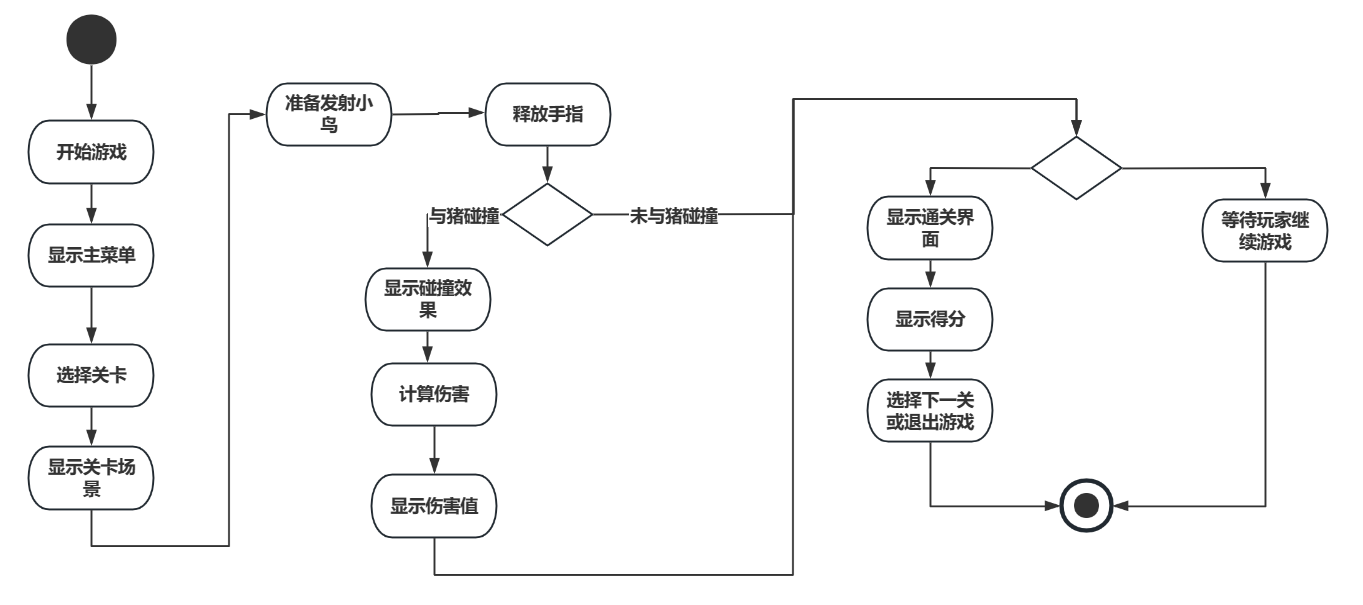 开始游戏
显示主菜单
选择关卡
显示关卡场
景
准备发射小
鸟
释放手指
与猪碰撞
未与猪碰撞
显示碰撞效
果
计算伤害
显示伤害值
显示通关界
面
显示得分
选择下一关
或退出游戏
等待玩家继
续游戏